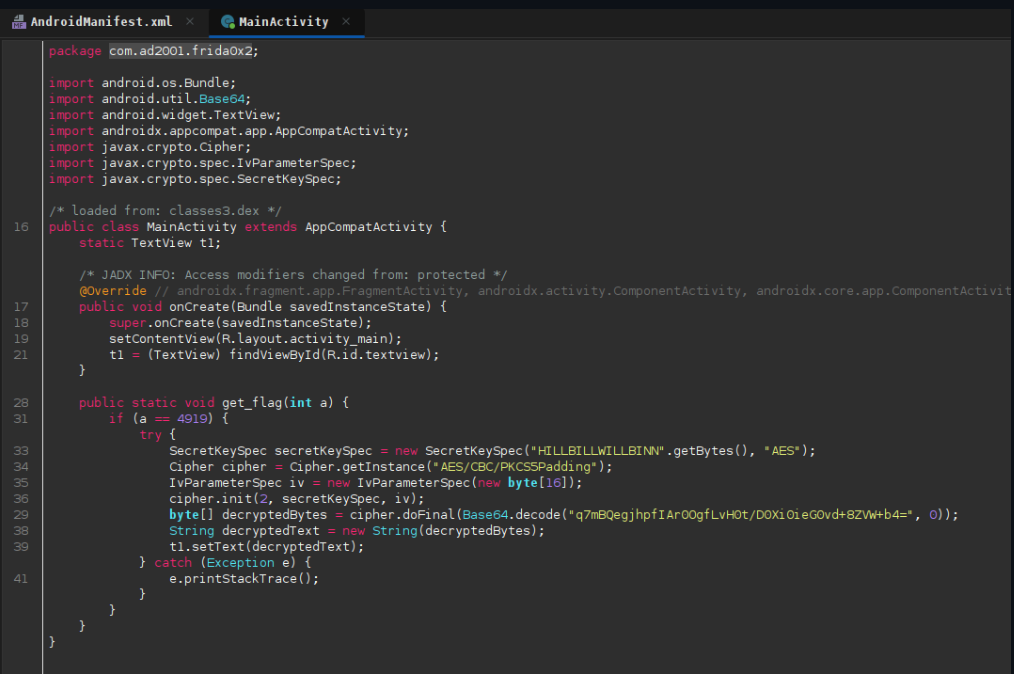 AndroidManifest.xml × MainActivity ×
package com.ad2001.frida0x2;
import android.os.Bundle;
import android.util.Base64;
import android.widget.TextView;
import androidx.appcompat.app.AppCompatActivity;
import javax.crypto.Cipher;
import javax.crypto.spec.IvParameterSpec;
import javax.crypto.spec.SecretKeySpec;
/* loaded from: classes3.dex */
16 public class MainActivity extends AppCompatActivity {
static TextView t1;
/* JADX INFO: Access modifiers changed from: protected */
@Override // androidx.fragment.app.FragmentActivity, androidx.activity.ComponentActivity, androidx.core.app.ComponentActivit
17 public void onCreate(Bundle savedInstanceState) {
18 super.onCreate(savedInstanceState);
19 setContentView(R.layout.activity_main);
21 t1 = (TextView) findViewById(R.id.textview);
}
28 public static void get_flag(int a) {
31 if (a == 4919) {
try {
33 SecretKeySpec secretKeySpec = new SecretKeySpec("HILLBILLWILLBINN".getBytes(), "AES");
34 Cipher cipher = Cipher.getInstance("AES/CBC/PKCS5Padding");
35 IvParameterSpec iv = new IvParameterSpec(new byte[16]);
36 cipher.init(2, secretKeySpec, iv);
29 byte[] decryptedBytes = cipher.doFinal(Base64.decode("q7mBQegjhpfIAr0OgfLvH0t/D0Xi0ieG0vd+8ZVW+b4=", 0));
38 String decryptedText = new String(decryptedBytes);
39 t1.setText(decryptedText);
} catch (Exception e) {
41 e.printStackTrace();
}
}
}
}